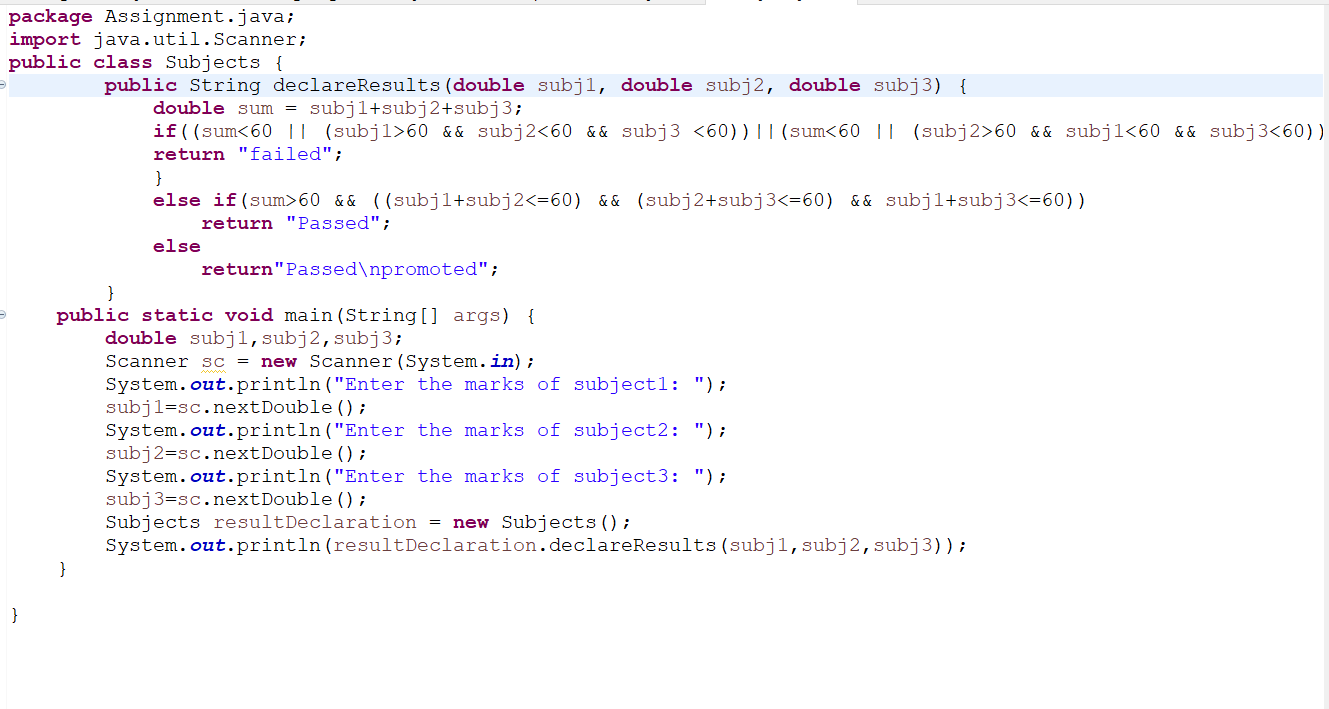 package Assignment.java;
import java.util.Scanner;
public class Subjects {
public String declareResults(double subj1, double subj2, double subj3) {
double sum = subj1+subj2+subj3;
if((sum<60 || (subj1>60 && subj2<60 && subj3 <60))||(sum<60 || (subj2>60 && subj1<60 && subj3<60))
return "failed";
}
else if(sum>60 && ((subj1+subj2<=60) && (subj2+subj3<=60) && subj1+subj3<=60))
return "Passed";
else
return"Passed\npromoted";
}
public static void main(String[] args) {
double subj1,subj2,subj3;
Scanner sc = new Scanner(System.in);
System.out.println("Enter the marks of subject1: ");
subj1=sc.nextDouble();
System.out.println("Enter the marks of subject2: ");
subj2=sc.nextDouble();
System.out.println("Enter the marks of subject3: ");
subj3=sc.nextDouble();
Subjects resultDeclaration = new Subjects();
System.out.println(resultDeclaration.declareResults(subj1,subj2,subj3));
}
}